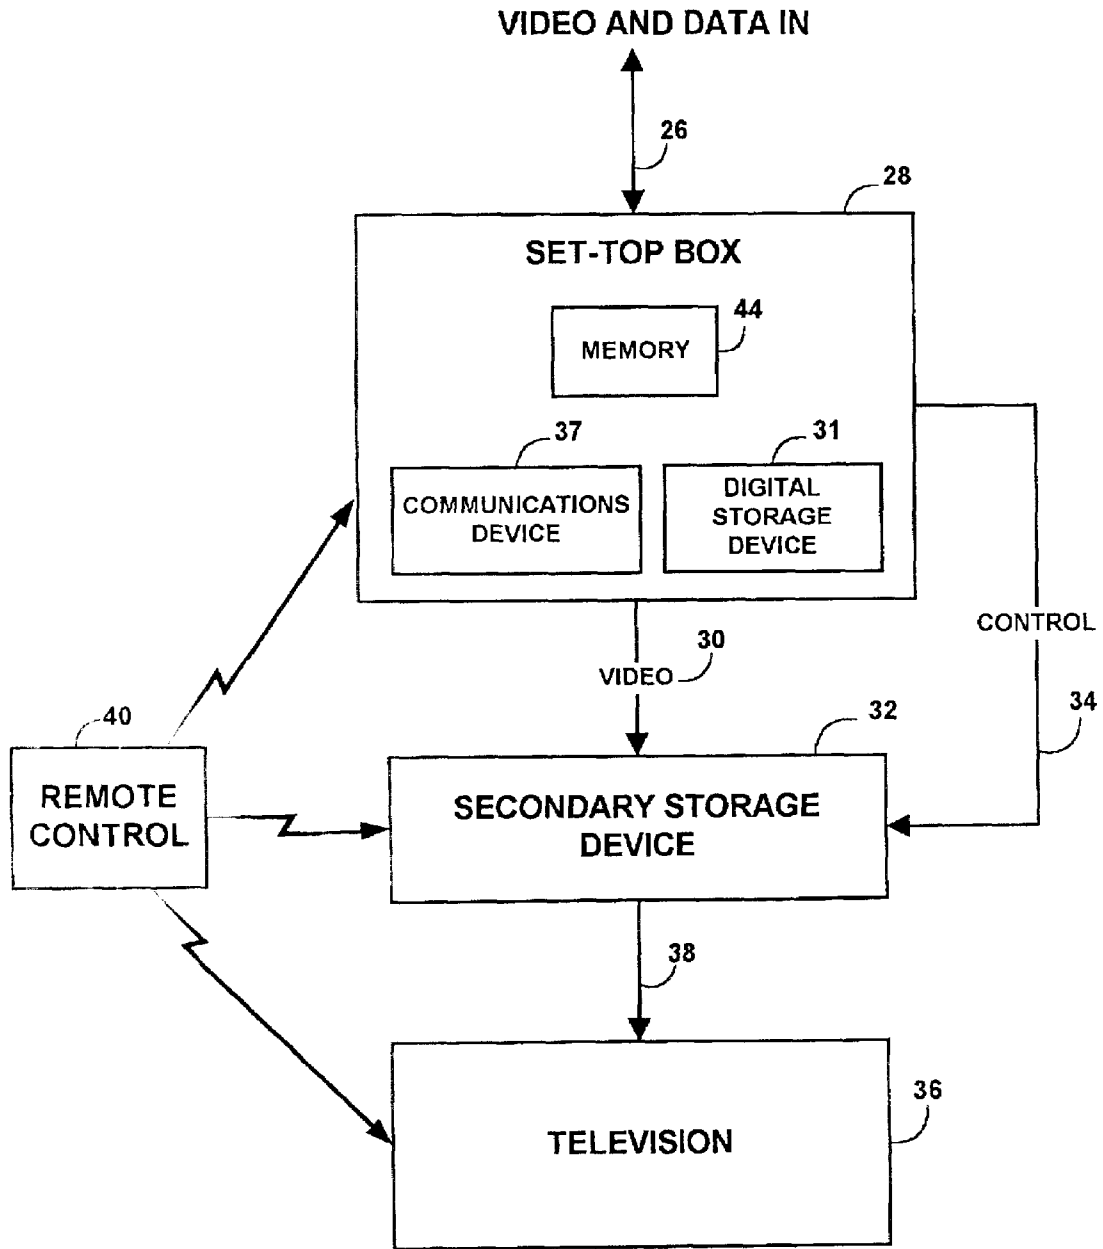 VIDEO AND DATA IN
26
28
SET-TOP BOX
44
MEMORY
37
31
COMMUNICATIONS
DEVICE
DIGITAL
STORAGE
DEVICE
CONTROL
30
VIDEO
34
32
40
REMOTE
CONTROL
SECONDARY STORAGE
DEVICE
38
36
TELEVISION